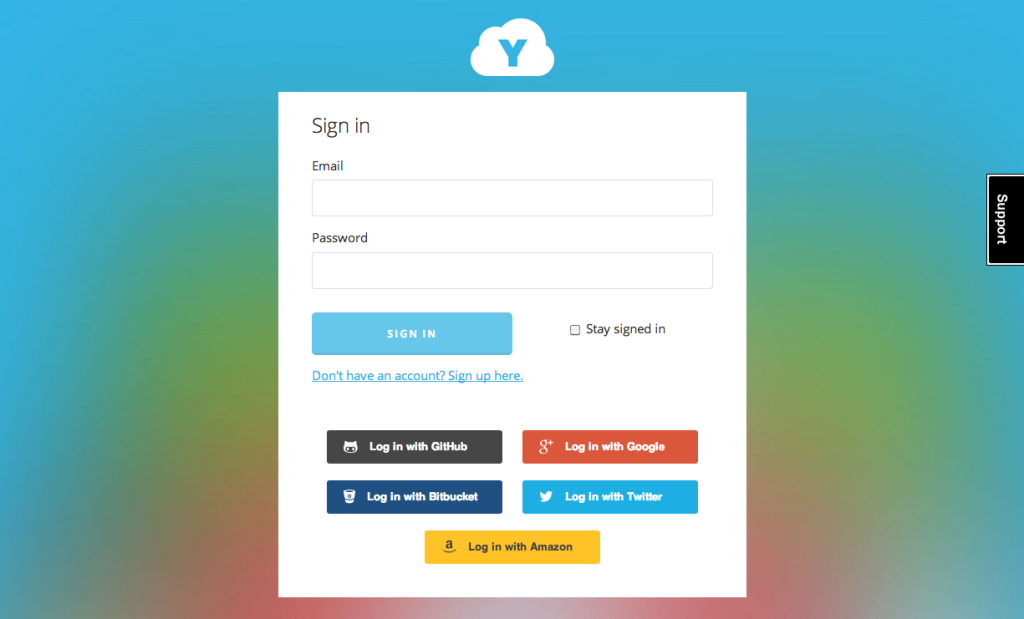 Y
Sign in
Email
Password
SIGN IN
Stay signed in
Don't have an account? Sign up here.
Log in with GitHub
g+ Log in with Google
Log in with Bitbucket
Log in with Twitter
a Log in with Amazon
Support